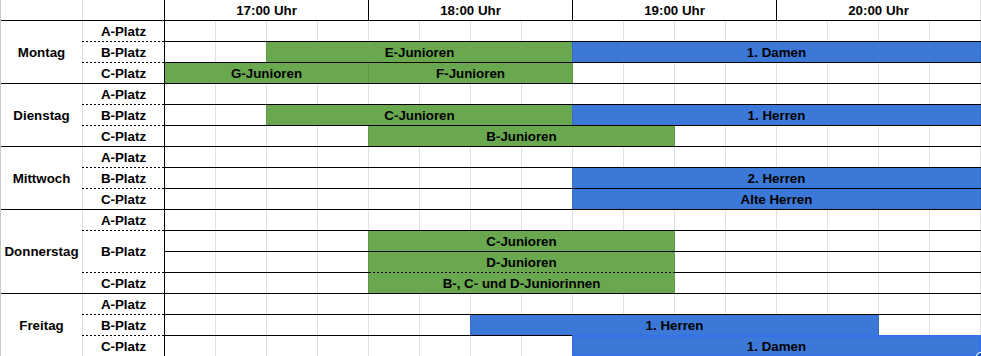 17:00 Uhr 18:00 Uhr 19:00 Uhr 20:00 Uhr
A-Platz
Montag B-Platz E-Junioren 1. Damen
C-Platz G-Junioren F-Junioren
A-Platz
Dienstag B-Platz C-Junioren 1. Herren
C-Platz B-Junioren
A-Platz
Mittwoch B-Platz 2. Herren
C-Platz Alte Herren
A-Platz
C-Junioren
Donnerstag B-Platz
D-Junioren
C-Platz B-, C- und D-Juniorinnen
A-Platz
Freitag B-Platz 1. Herren
C-Platz 1. Damen